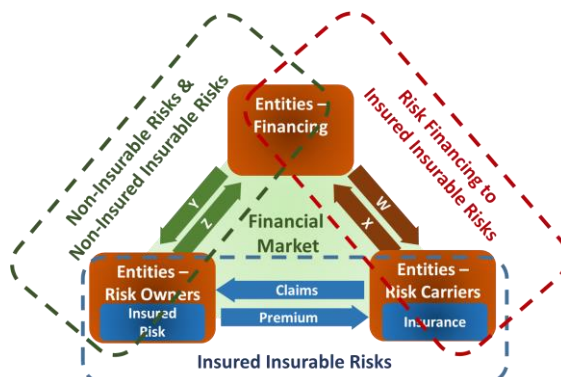 Non-Insurable Risks &
Non-Insured Insurable Risks
Entities –
Financing
Risk Financing to
Insured Insurable Risks
Y
Z
W
X
Financial
Market
Entities –
Risk Owners
Insured
Risk
Claims
Premium
Entities –
Risk Carriers
Insurance
Insured Insurable Risks